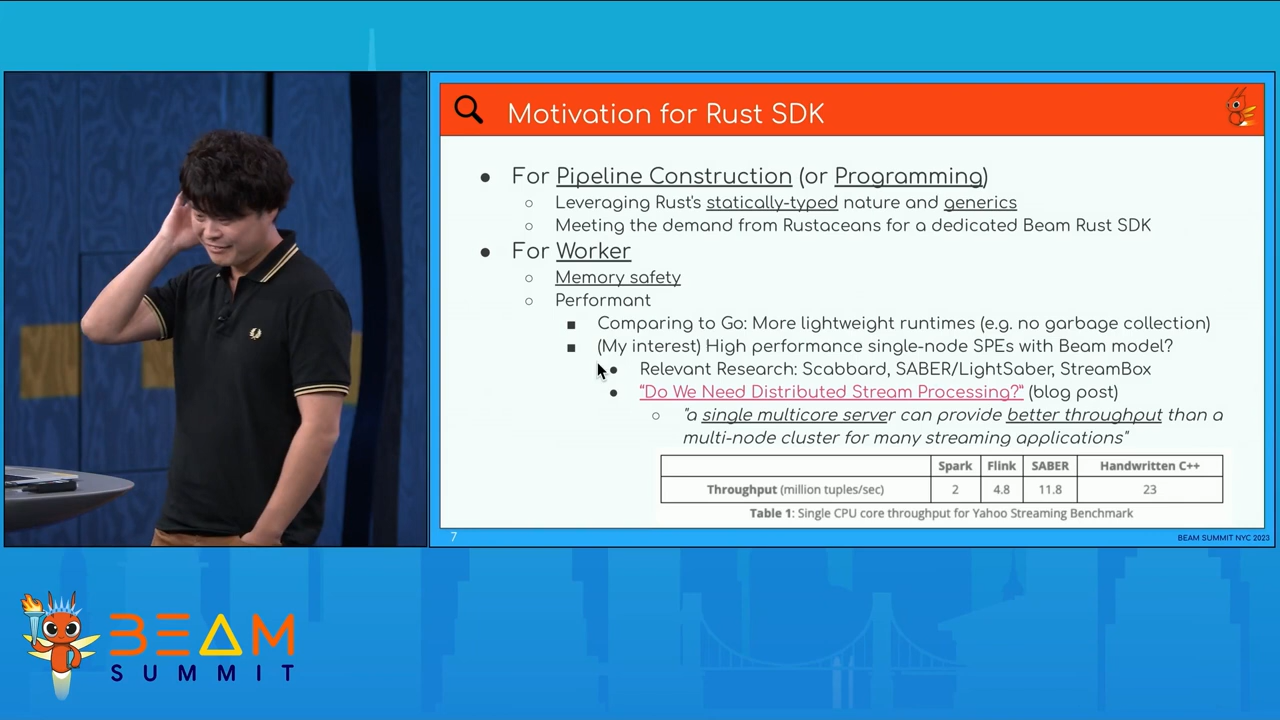 Motivation for Rust SDK
● For Pipeline Construction (or Programming)
○ Leveraging Rust's statically-typed nature and generics
○ Meeting the demand from Rustaceans for a dedicated Beam Rust SDK
● For Worker
○ Memory safety
○ Performant
■ Comparing to Go: More lightweight runtimes (e.g. no garbage collection)
■ (My interest) High performance single-node SPEs with Beam model?
● Relevant Research: Scabbard, SABER/LightSaber, StreamBox
● "Do We Need Distributed Stream Processing?" (blog post)
○ "a single multicore server can provide better throughput than a
multi-node cluster for many streaming applications"
Spark Flink SABER Handwritten C++
Throughput (million tuples/sec) 2 4.8 11.8 23
Table 1: Single CPU core throughput for Yahoo Streaming Benchmark
7
BEAM SUMMIT NYC 2023
BEAM
SUMMIT